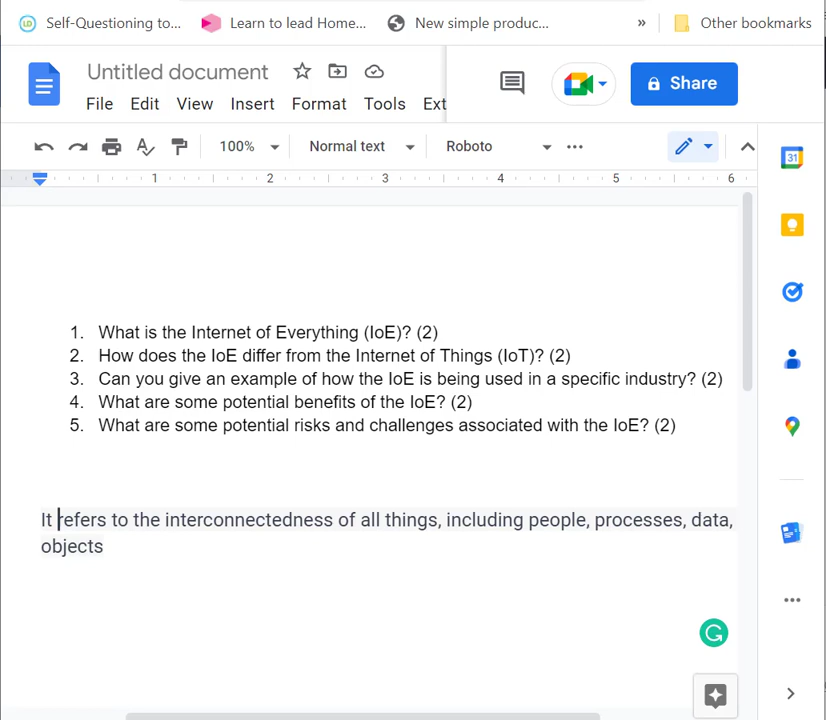 Self-Questioning to...
Learn to lead Home...
New simple produc...
»
Other bookmarks
Untitled document
Share
File Edit View Insert Format Tools Ext
100% Normal text Roboto
1 2 3 4 5 6
31
1. What is the Internet of Everything (IoE)? (2)
2. How does the IoE differ from the Internet of Things (IoT)? (2)
3. Can you give an example of how the IoE is being used in a specific industry? (2)
4. What are some potential benefits of the IoE? (2)
5. What are some potential risks and challenges associated with the IoE? (2)
It refers to the interconnectedness of all things, including people, processes, data,
objects